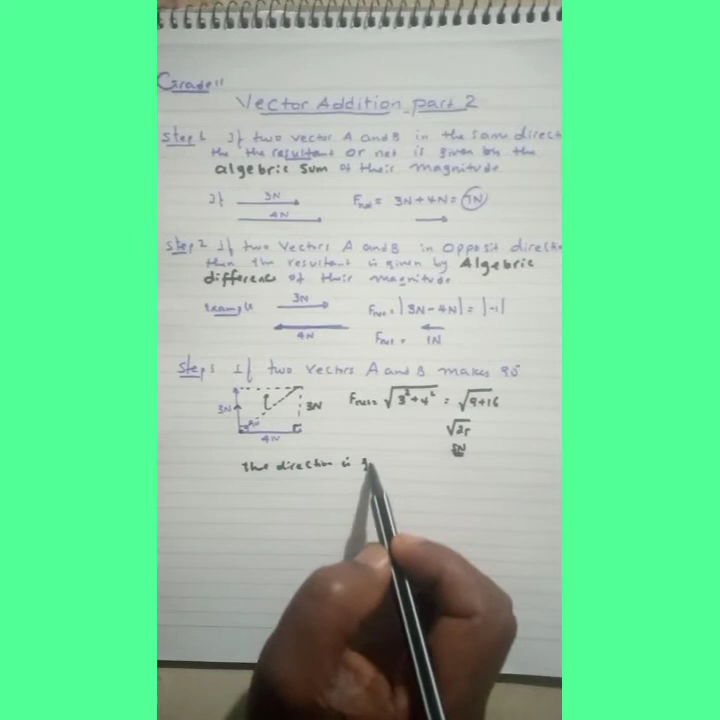 Grade 11
Vector Addition part 2
Step 1 If two vector A and B in the same direct
the the resultant or net is given by the
algebric sum of their magnitude
3N
If
Fnet = 3N + 4N = 7N
4N
Step 2 If two Vectors A and B in opposit directio
then the resultant is given by Algebric
difference of their magnitude
Example
3N
Fnet = |3N - 4N| = |-1|
4N
Fnet = 1N
Step 3 If two Vectors A and B makes 90°
3N
3N
Fnet = √3²+4² = √9+16
4N
√25
5N
The direction is